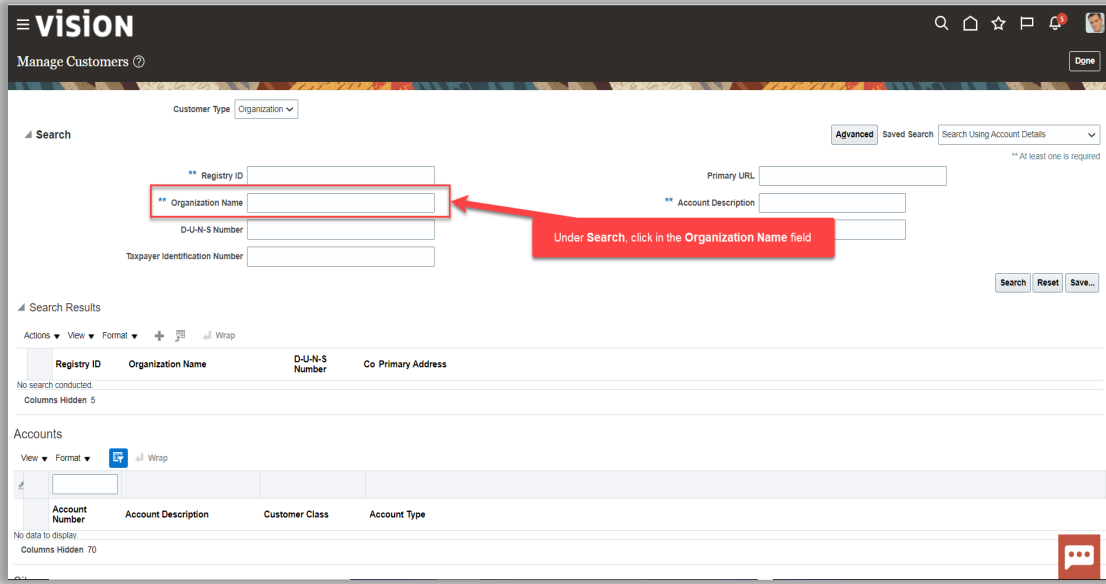 vision
5
Manage Customers ?
Done
Customer Type Organization
Search
Advanced Saved Search Search Using Account Details
** At least one is required
** Registry ID
Primary URL
** Organization Name
** Account Description
D-U-N-S Number
Under Search, click in the Organization Name field
Taxpayer Identification Number
Search Reset Save...
Search Results
Actions View Format Wrap
Registry ID Organization Name D-U-N-S Number Co Primary Address
No search conducted.
Columns Hidden 5
Accounts
View Format Wrap
Account Number Account Description Customer Class Account Type
No data to display.
Columns Hidden 70